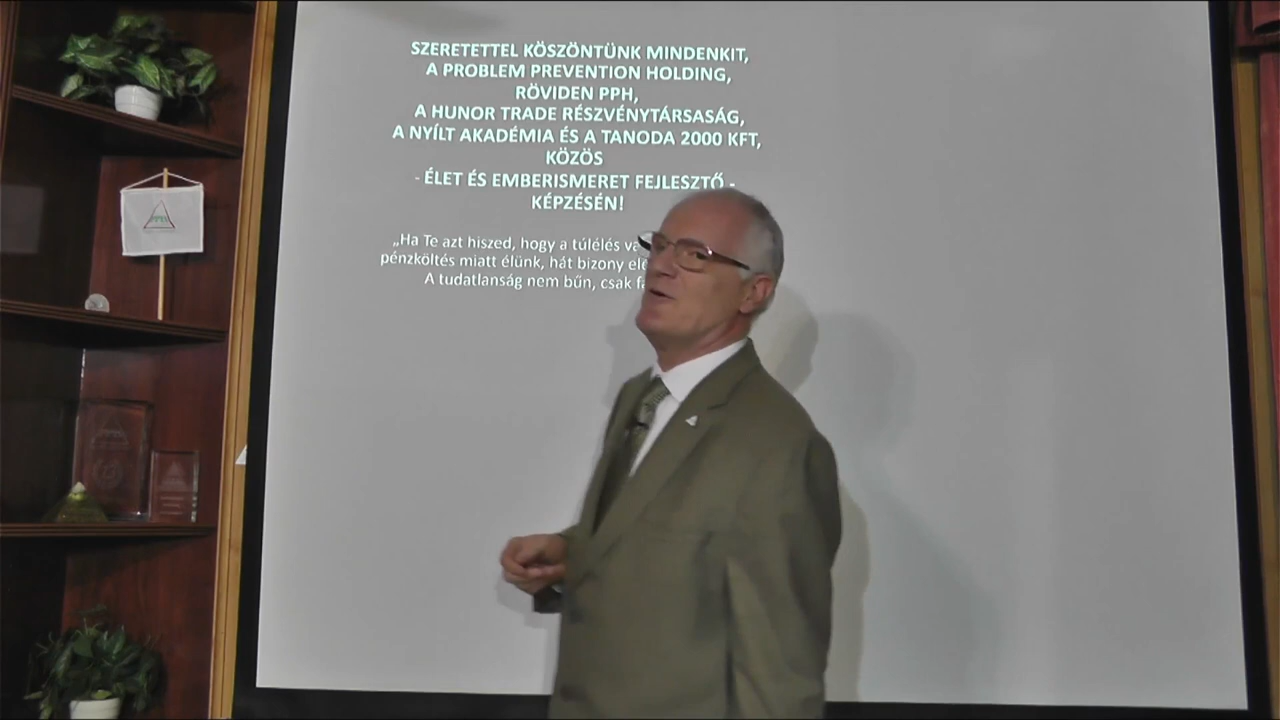 SZERETETTEL KÖSZÖNTÜNK MINDENKIT,
A PROBLEM PREVENTION HOLDING,
RÖVIDEN PPH,
A HUNOR TRADE RÉSZVÉNYTÁRSASÁG,
A NYÍLT AKADÉMIA ÉS A TANODA 2000 KFT,
KÖZÖS
- ÉLET ÉS EMBERISMERET FEJLESZTŐ -
KÉPZÉSÉN!
„Ha Te azt hiszed, hogy a túlélés
pénzköltés miatt élünk, hát bizony
A tudatlanság nem bűn, csak